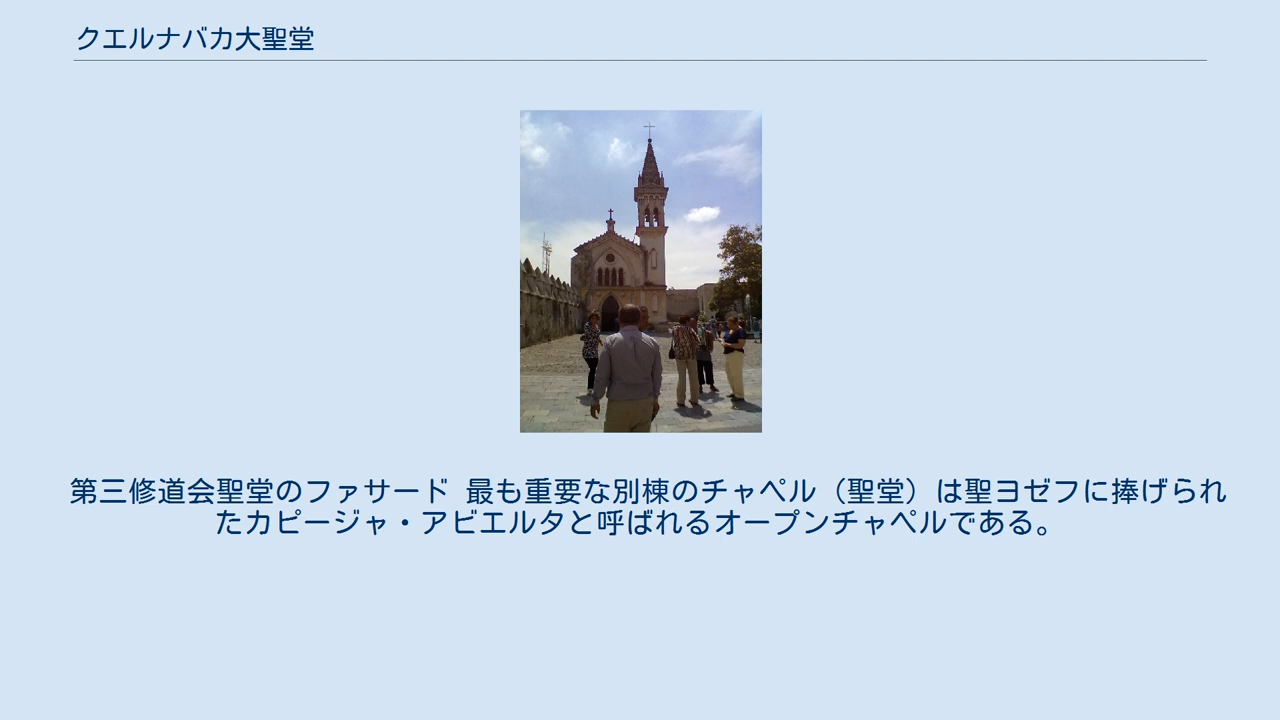 クエルナバカ大聖堂
第三修道会聖堂のファサード 最も重要な別棟のチャペル（聖堂）は聖ヨゼフに捧げられ
たカピージャ・アビエルタと呼ばれるオープンチャペルである。